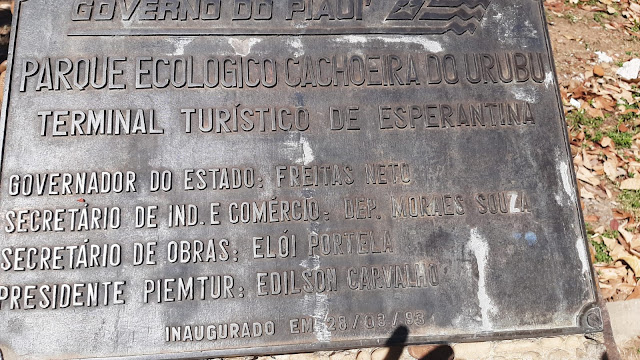 GOVERNO DO PIAUÍ
PARQUE ECOLOGICO CACHOEIRA DO URUBU
TERMINAL TURÍSTICO DE ESPERANTINA
GOVERNADOR DO ESTADO: FREITAS NETO
SECRETÁRIO DE IND. E COMÉRCIO: DEP. MORAES SOUZA
SECRETÁRIO DE OBRAS: ELÓI PORTELA
PRESIDENTE PIEMTUR: EDILSON CARVALHO
INAUGURADO EM